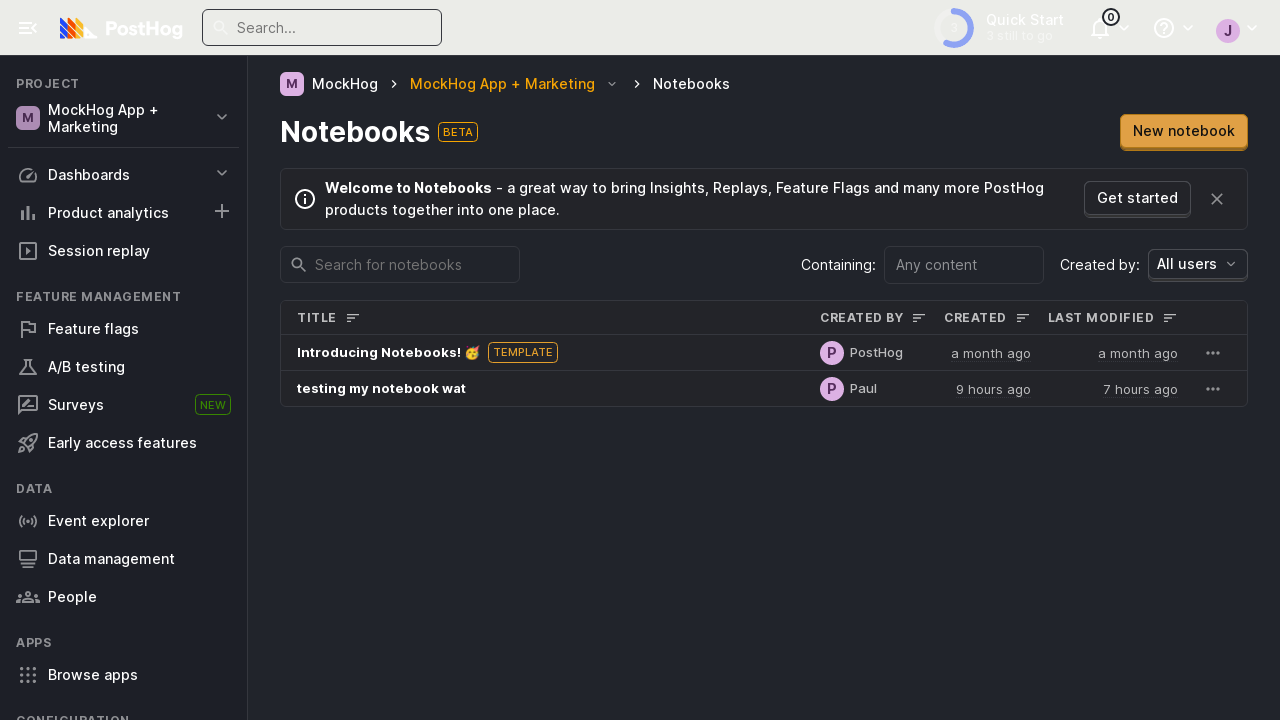 PostHog
Search...
3
Quick Start
3 still to go
0
J
PROJECT
M
MockHog App +
Marketing
Dashboards
Product analytics
Session replay
FEATURE MANAGEMENT
Feature flags
A/B testing
Surveys
NEW
Early access features
DATA
Event explorer
Data management
People
APPS
Browse apps
CONFIGURATION
M MockHog > MockHog App + Marketing > Notebooks
Notebooks BETA
New notebook
Welcome to Notebooks - a great way to bring Insights, Replays, Feature Flags and many more PostHog
products together into one place.
Get started
Search for notebooks
Containing: Any content
Created by: All users
TITLE CREATED BY CREATED LAST MODIFIED
Introducing Notebooks! 🥳 TEMPLATE P PostHog a month ago a month ago
testing my notebook wat P Paul 9 hours ago 7 hours ago